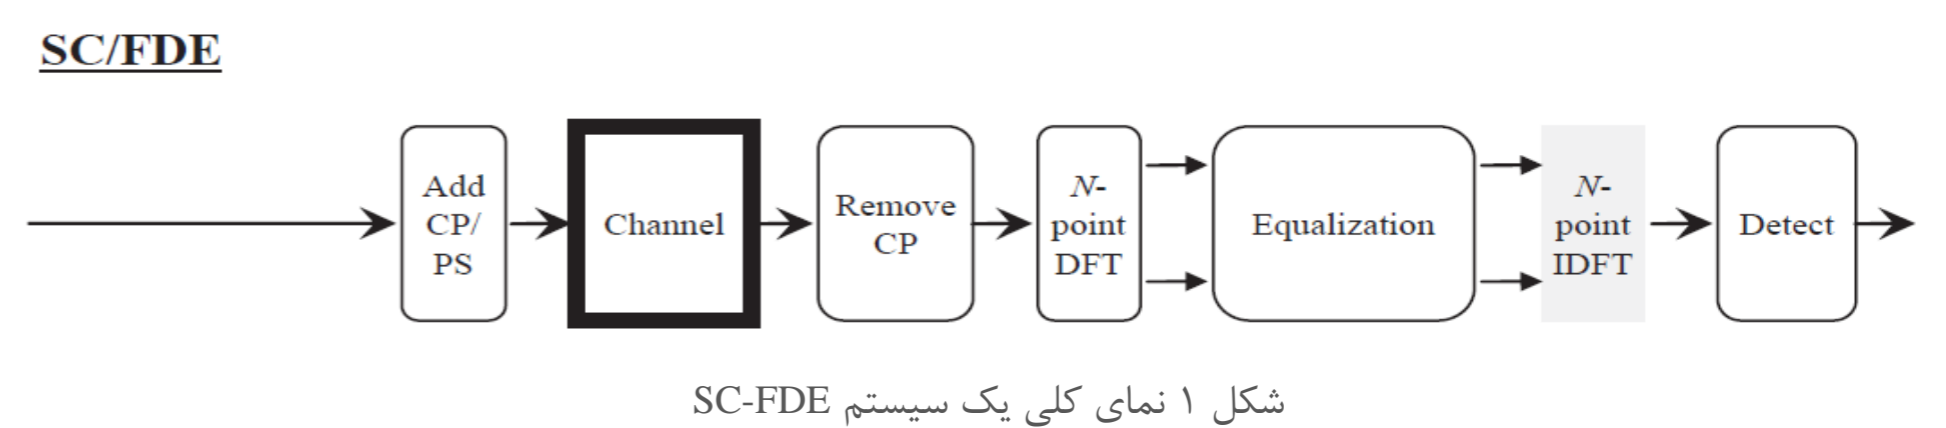 SC/FDE
Add
CP/
PS
Channel
Remove
CP
N-
point
DFT
Equalization
N-
point
IDFT
Detect
شکل ۱ نمای کلی یک سیستم SC-FDE